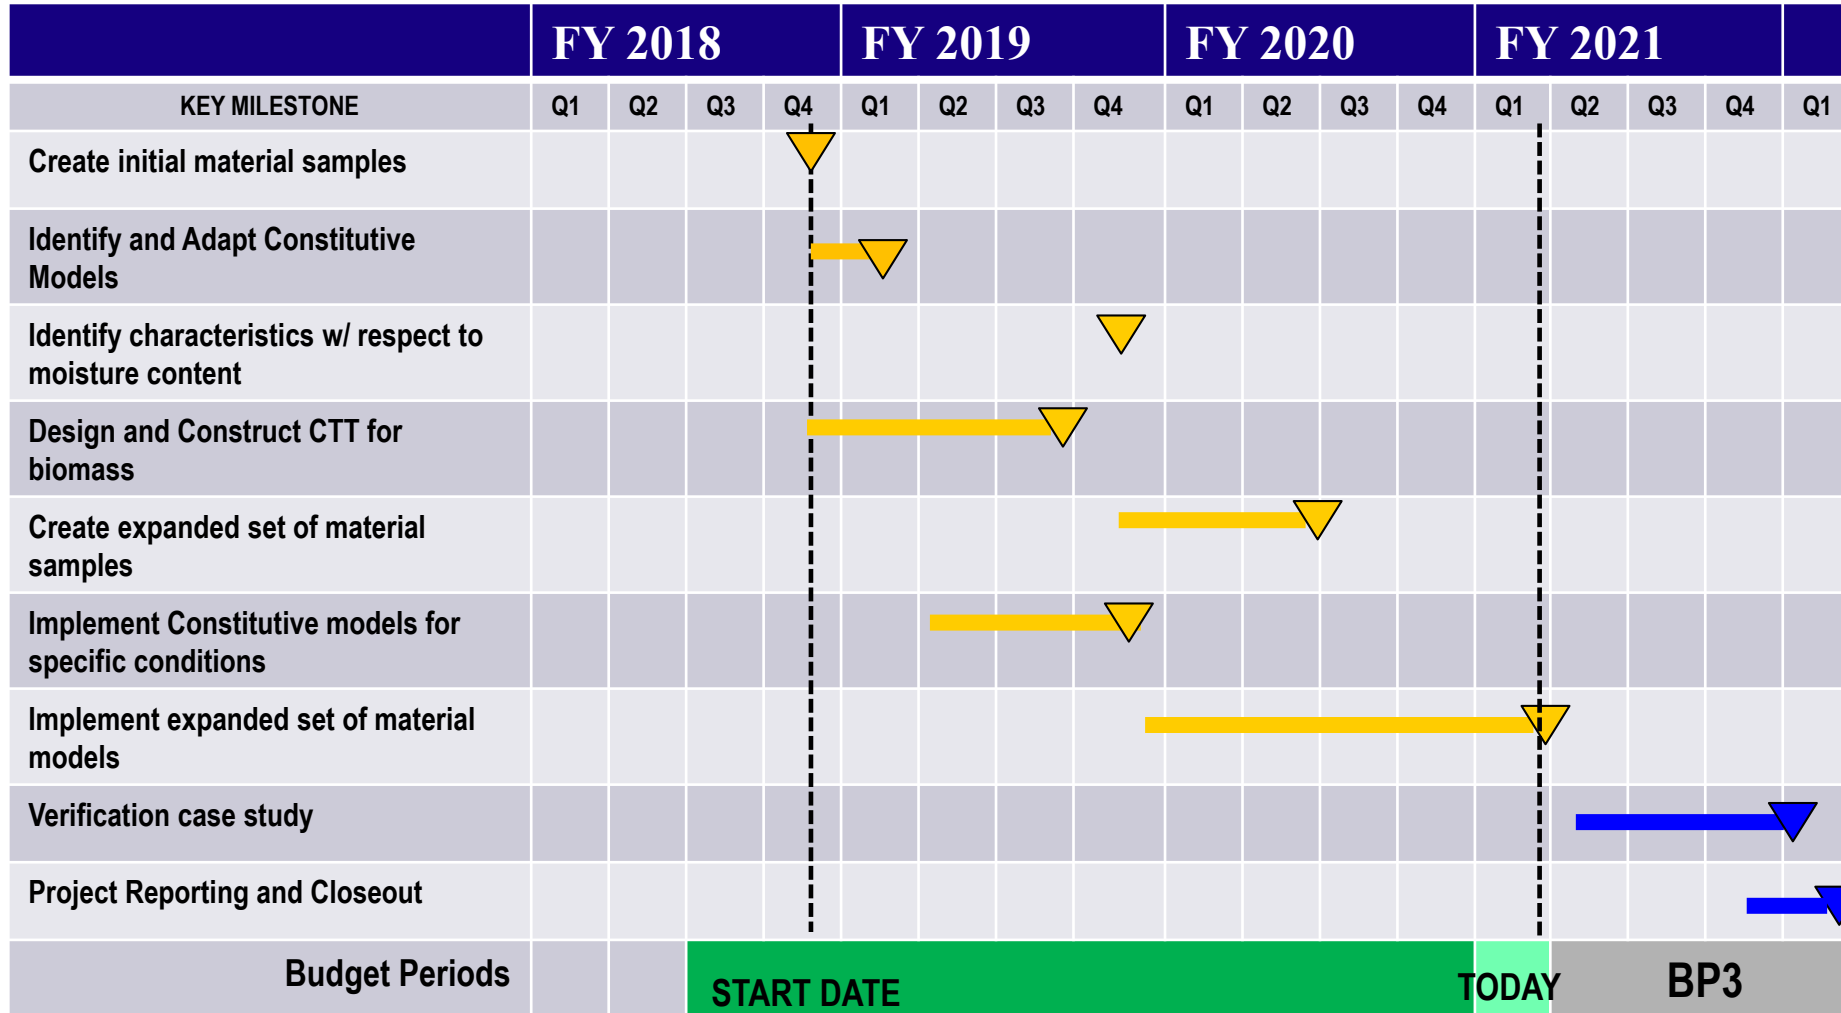 FY 2018 FY 2019 FY 2020 FY 2021
KEY MILESTONE Q1 Q2 Q3 Q4 Q1 Q2 Q3 Q4 Q1 Q2 Q3 Q4 Q1 Q2 Q3 Q4 Q1
Create initial material samples
Identify and Adapt Constitutive
Models
Identify characteristics w/ respect to
moisture content
Design and Construct CTT for
biomass
Create expanded set of material
samples
Implement Constitutive models for
specific conditions
Implement expanded set of material
models
Verification case study
Project Reporting and Closeout
Budget Periods START DATE TODAY BP3